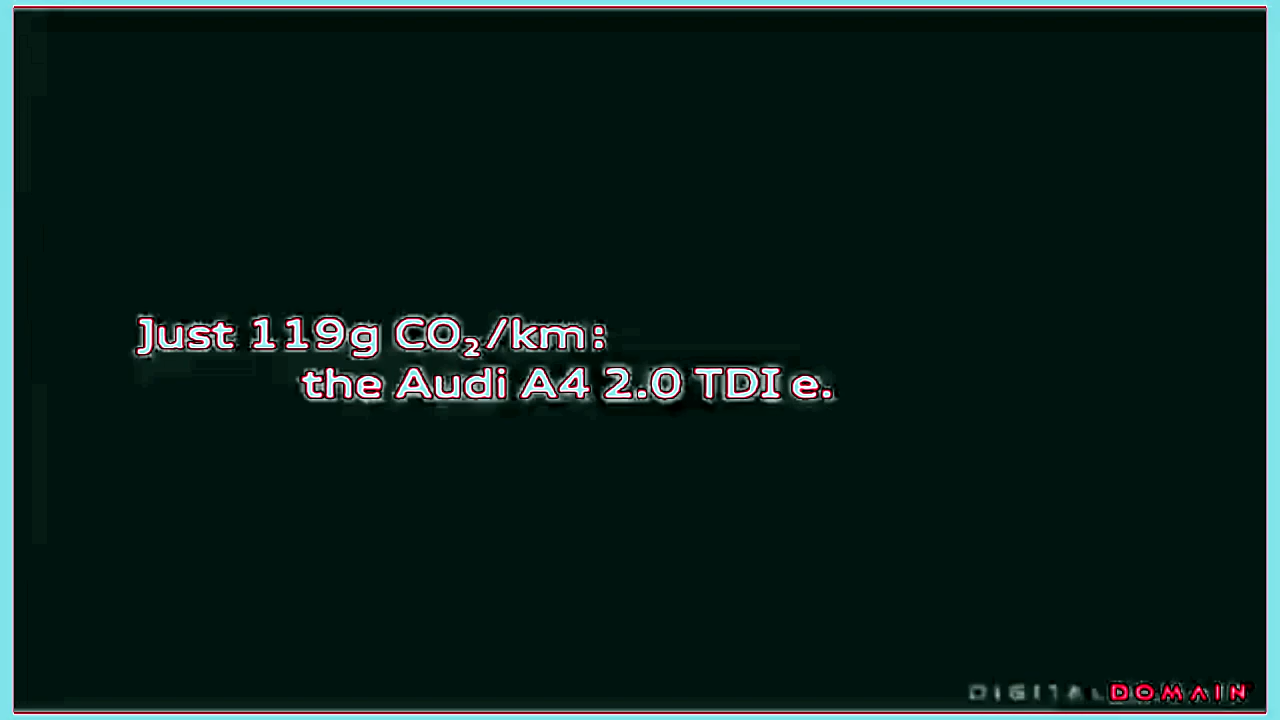 Just 119g CO₂/km:
the Audi A4 2.0 TDI e.
DIGITAL DOMAIN